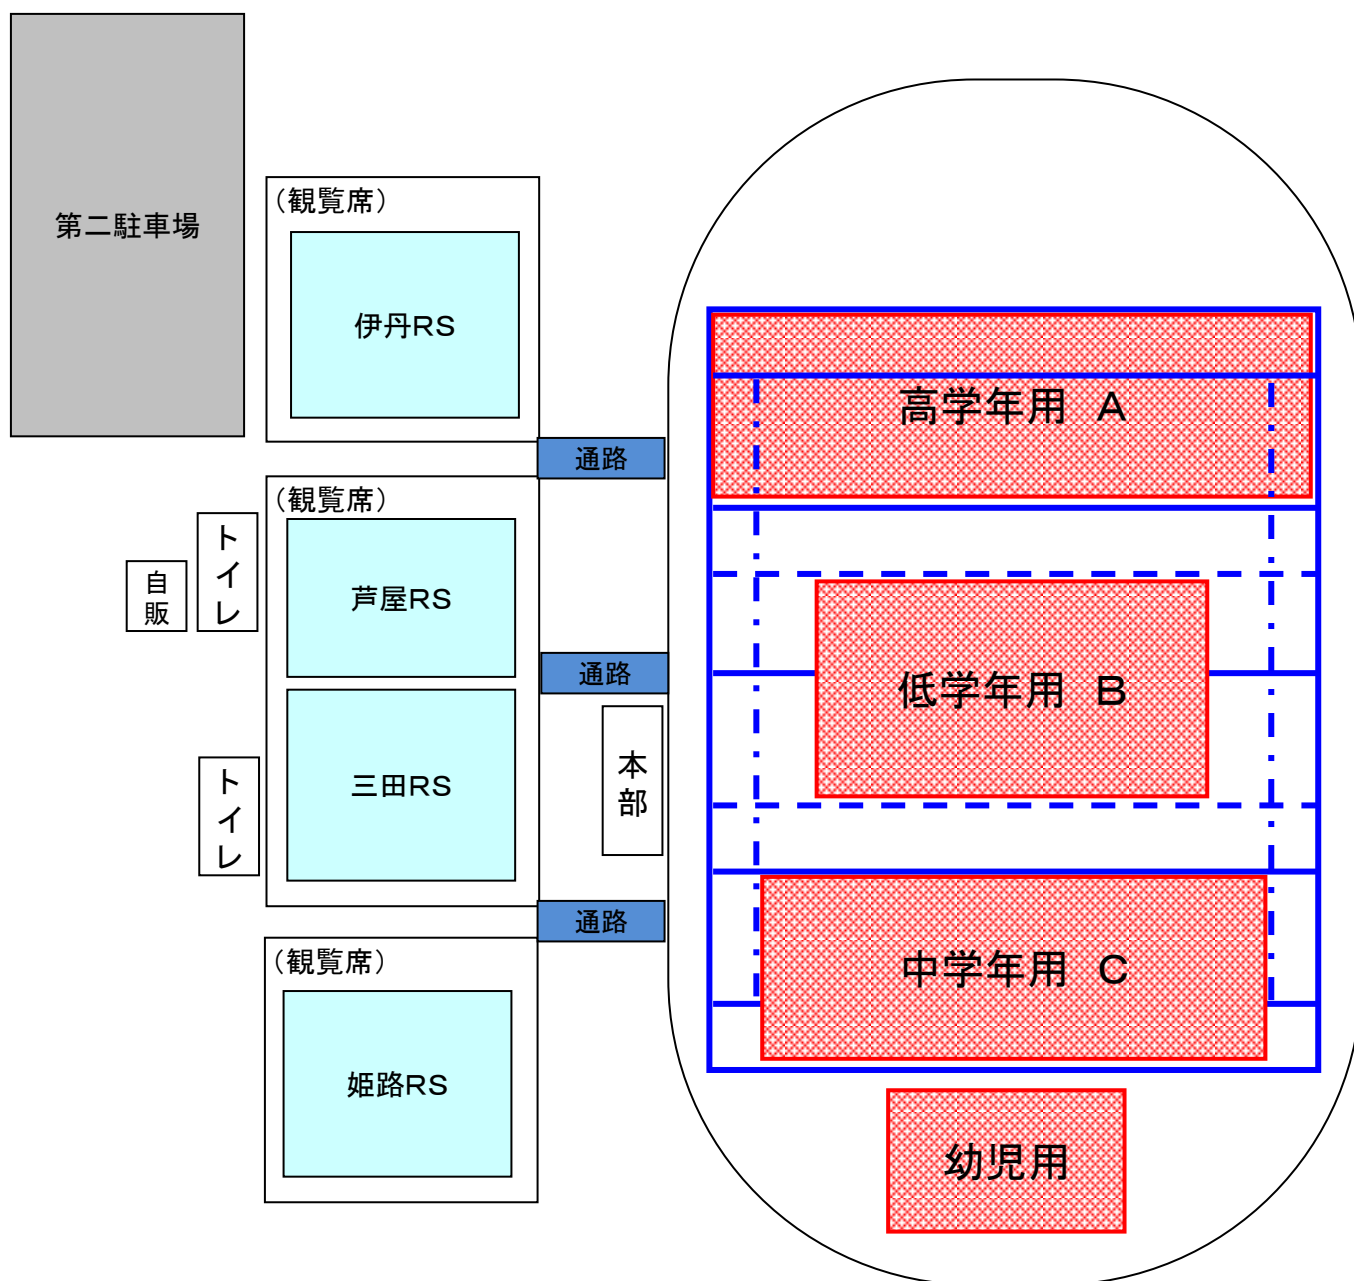 第二駐車場
（観覧席）
伊丹RS
通路
（観覧席）
芦屋RS
トイレ
自販
通路
三田RS
トイレ
本部
通路
（観覧席）
姫路RS
高学年用　A
低学年用　B
中学年用　C
幼児用